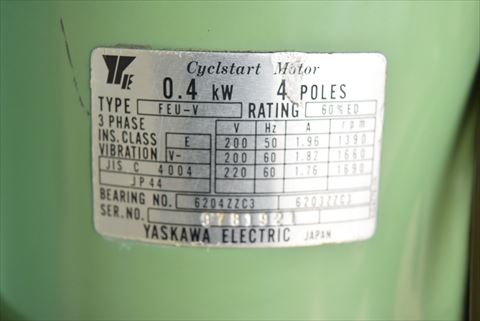 YE
Cyclstart Motor
0.4 kW 4 POLES
TYPE FEU-V RATING 60%ED
3 PHASE
V Hz A rpm
INS.CLASS E 200 50 1.96 1390
VIBRATION V- 200 60 1.82 1660
JIS C 4004 220 60 1.76 1690
JP44
BEARING NO. 6204ZZC3 6203ZZC3
SER.NO.
YASKAWA ELECTRIC JAPAN